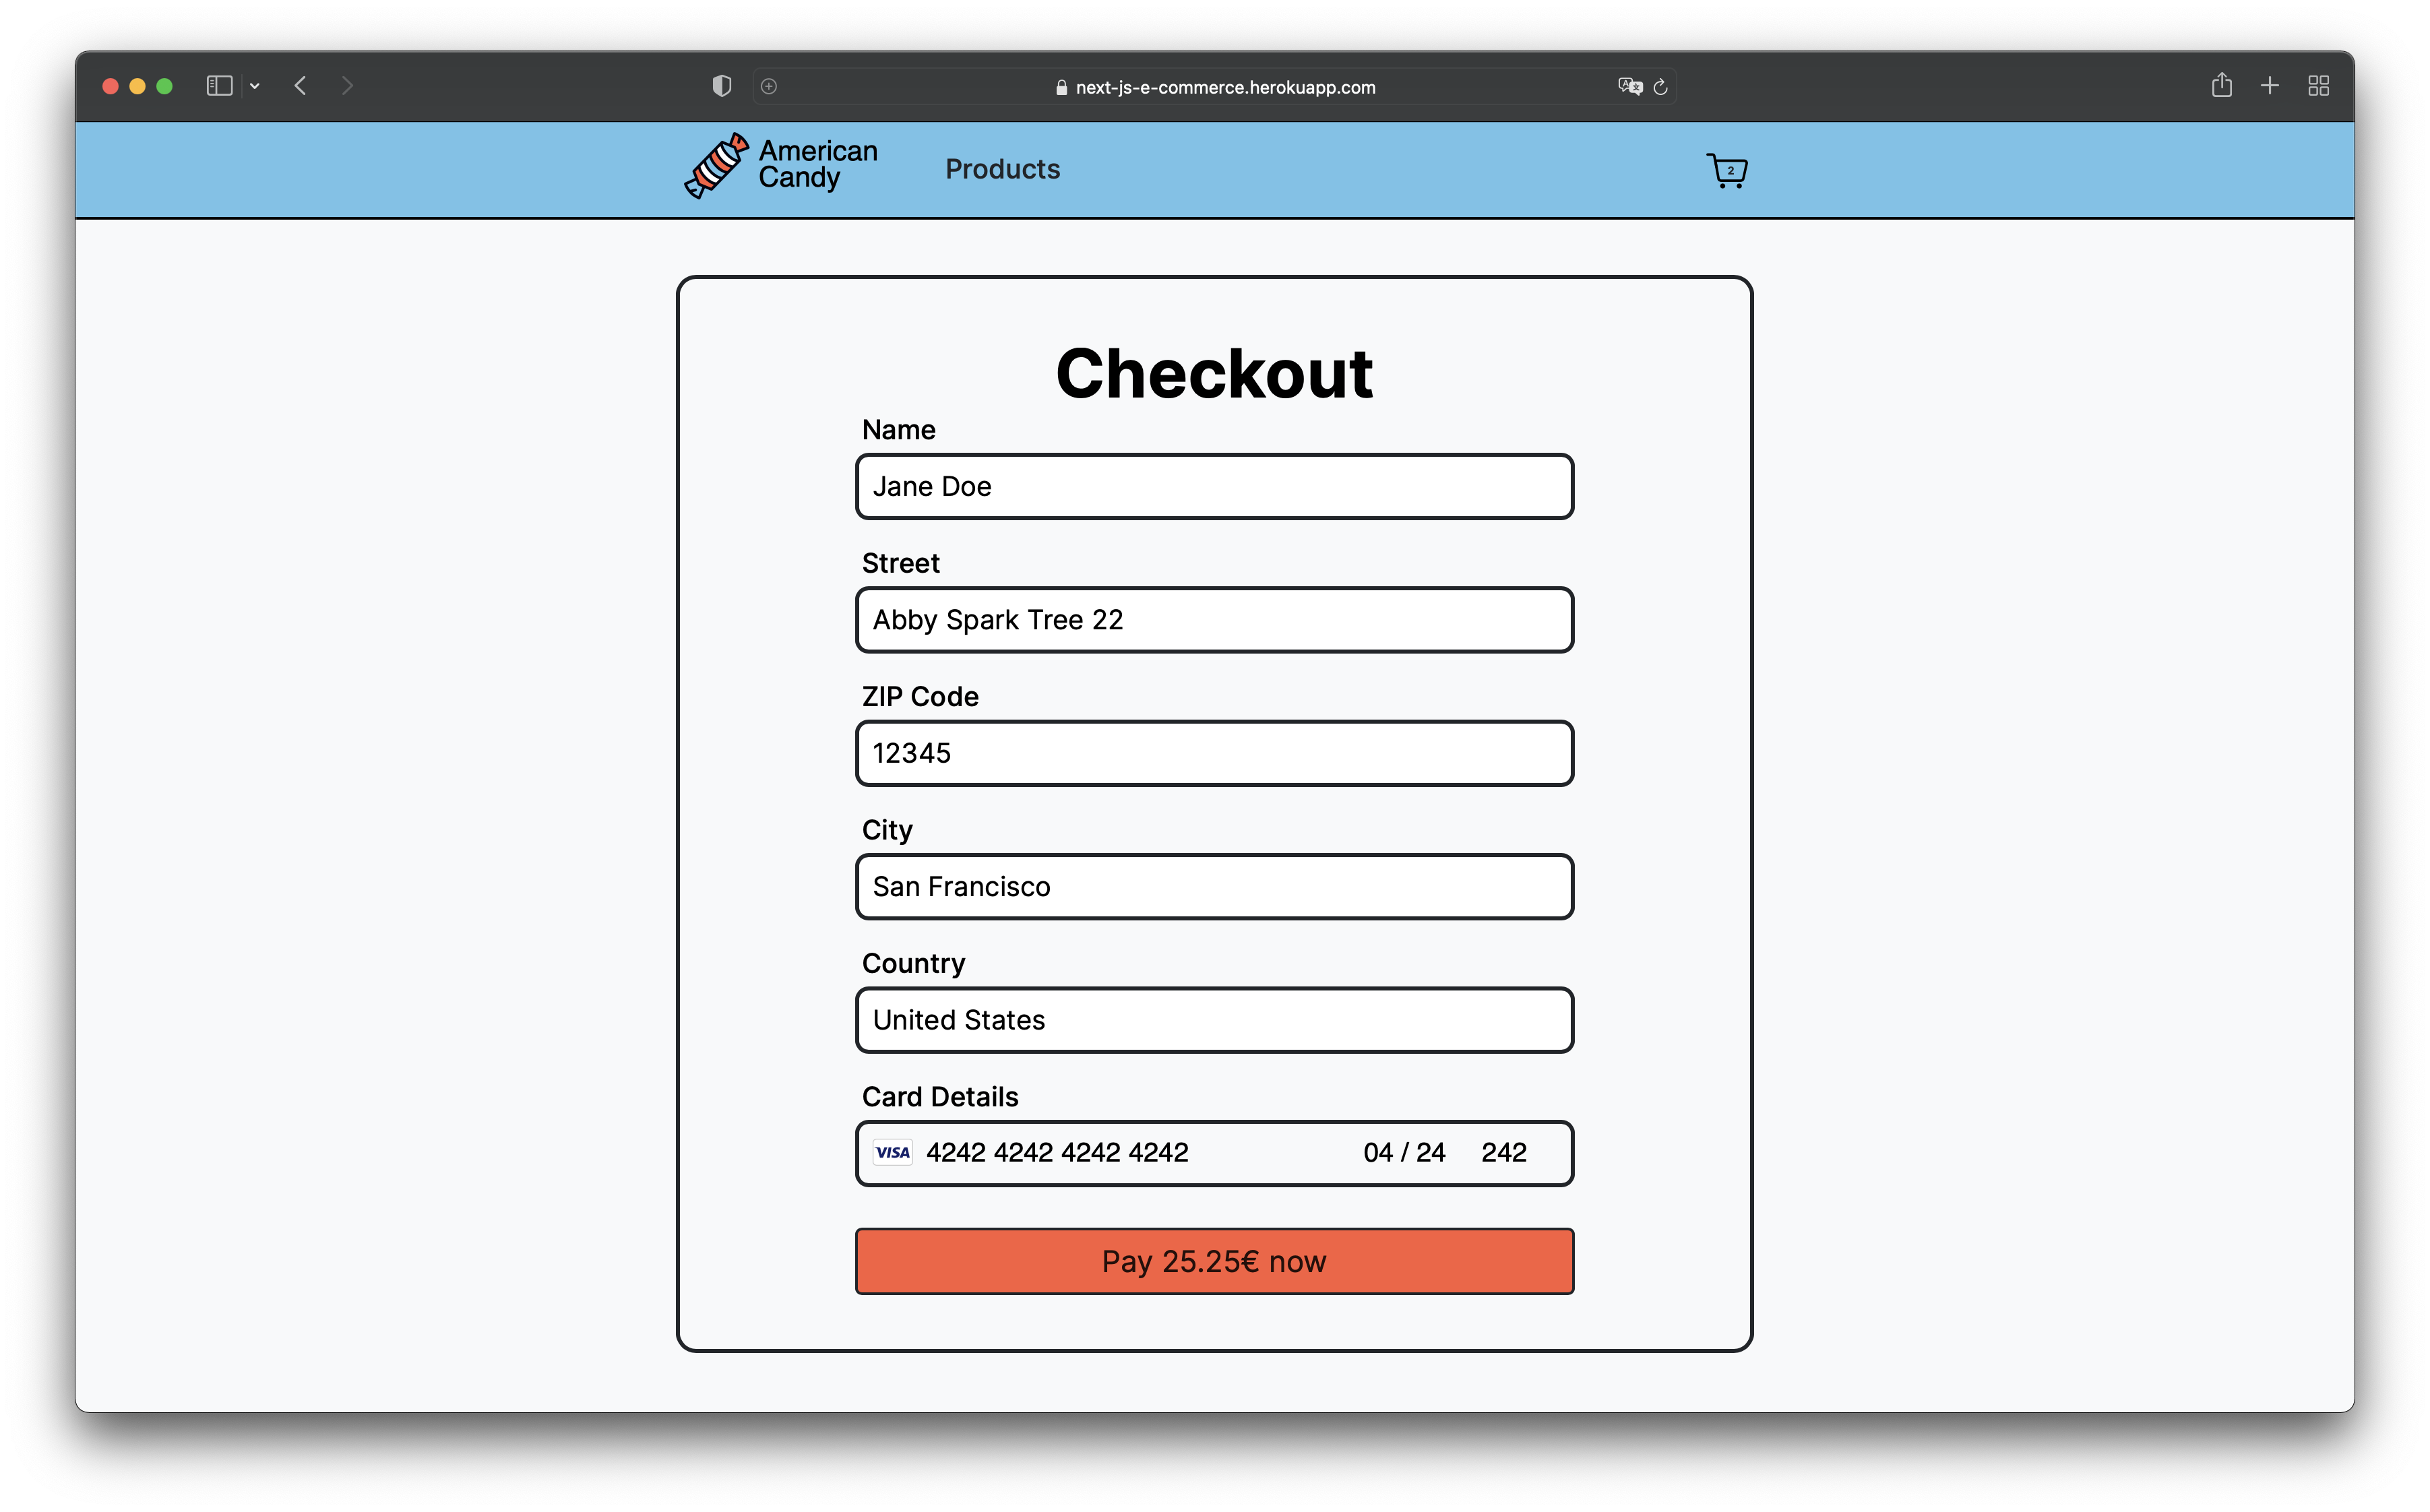 next-js-e-commerce.herokuapp.com
American
Candy
Products
2
Checkout
Name
Jane Doe
Street
Abby Spark Tree 22
ZIP Code
12345
City
San Francisco
Country
United States
Card Details
VISA 4242 4242 4242 4242 04 / 24 242
Pay 25.25€ now